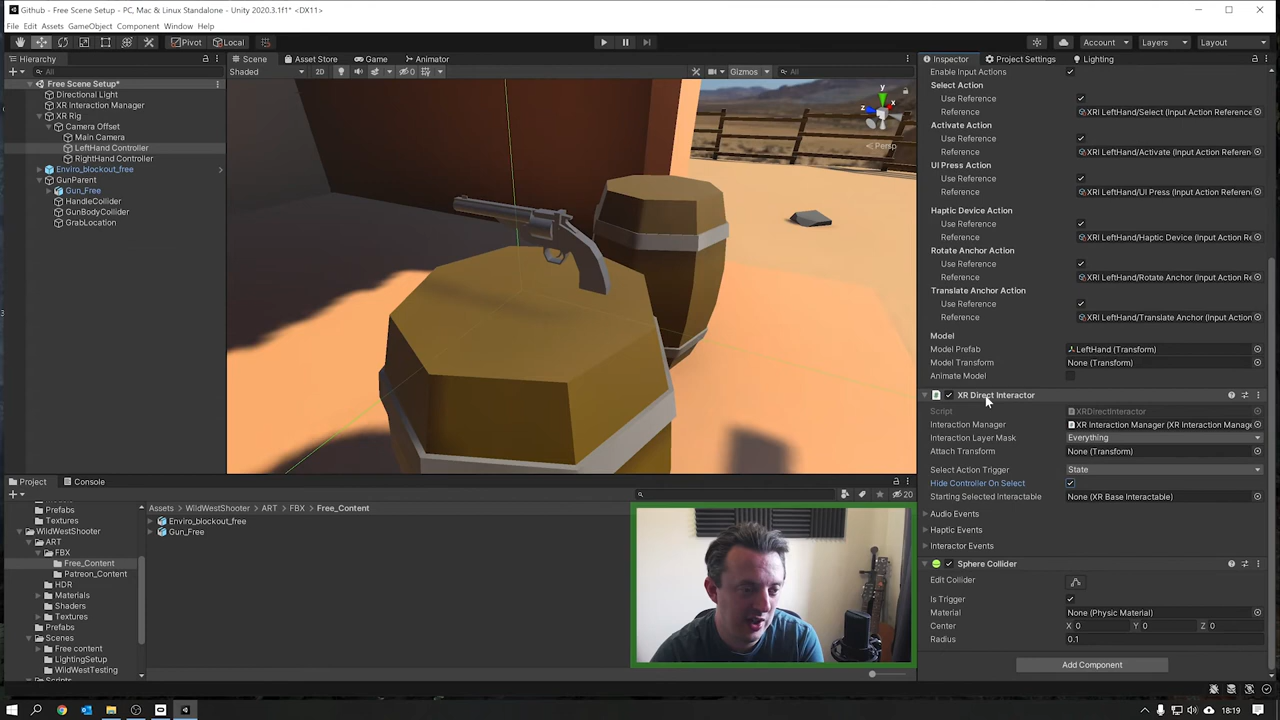 Github - Free Scene Setup - PC, Mac & Linux Standalone - Unity 2020.3.1f1* <DX11>
File Edit Assets GameObject Component Window Help
Pivot Local Account Layers Layout
Hierarchy
All
Free Scene Setup*
Directional Light
XR Interaction Manager
XR Rig
Camera Offset
Main Camera
LeftHand Controller
RightHand Controller
Enviro_blockout_free
GunParent
Gun_Free
HandleCollider
GunBodyCollider
GrabLocation
Scene Asset Store Game Animator
Shaded 2D 0 Gizmos All
y
x
z
Persp
Inspector Project Settings Lighting
Enable Input Actions
Select Action
Use Reference
Reference XRI LeftHand/Select (Input Action Reference
Activate Action
Use Reference
Reference XRI LeftHand/Activate (Input Action Referen
UI Press Action
Use Reference
Reference XRI LeftHand/UI Press (Input Action Referen
Haptic Device Action
Use Reference
Reference XRI LeftHand/Haptic Device (Input Action Re
Rotate Anchor Action
Use Reference
Reference XRI LeftHand/Rotate Anchor (Input Action Re
Translate Anchor Action
Use Reference
Reference XRI LeftHand/Translate Anchor (Input Action
Model
Model Prefab LeftHand (Transform)
Model Transform None (Transform)
Animate Model
XR Direct Interactor
Script XRDirectInteractor
Interaction Manager XR Interaction Manager (XR Interaction Manage
Interaction Layer Mask Everything
Attach Transform None (Transform)
Select Action Trigger State
Hide Controller On Select
Starting Selected Interactable None (XR Base Interactable)
Audio Events
Haptic Events
Interactor Events
Sphere Collider
Edit Collider
Is Trigger
Material None (Physic Material)
Center X 0 Y 0 Z 0
Radius 0.1
Add Component
Project Console
20
Prefabs
Textures
WildWestShooter
ART
FBX
Free_Content
Patreon_Content
HDR
Materials
Shaders
Textures
Prefabs
Scenes
Free content
LightingSetup
WildWestTesting
Assets > WildWestShooter > ART > FBX > Free_Content
Enviro_blockout_free
Gun_Free
18:19